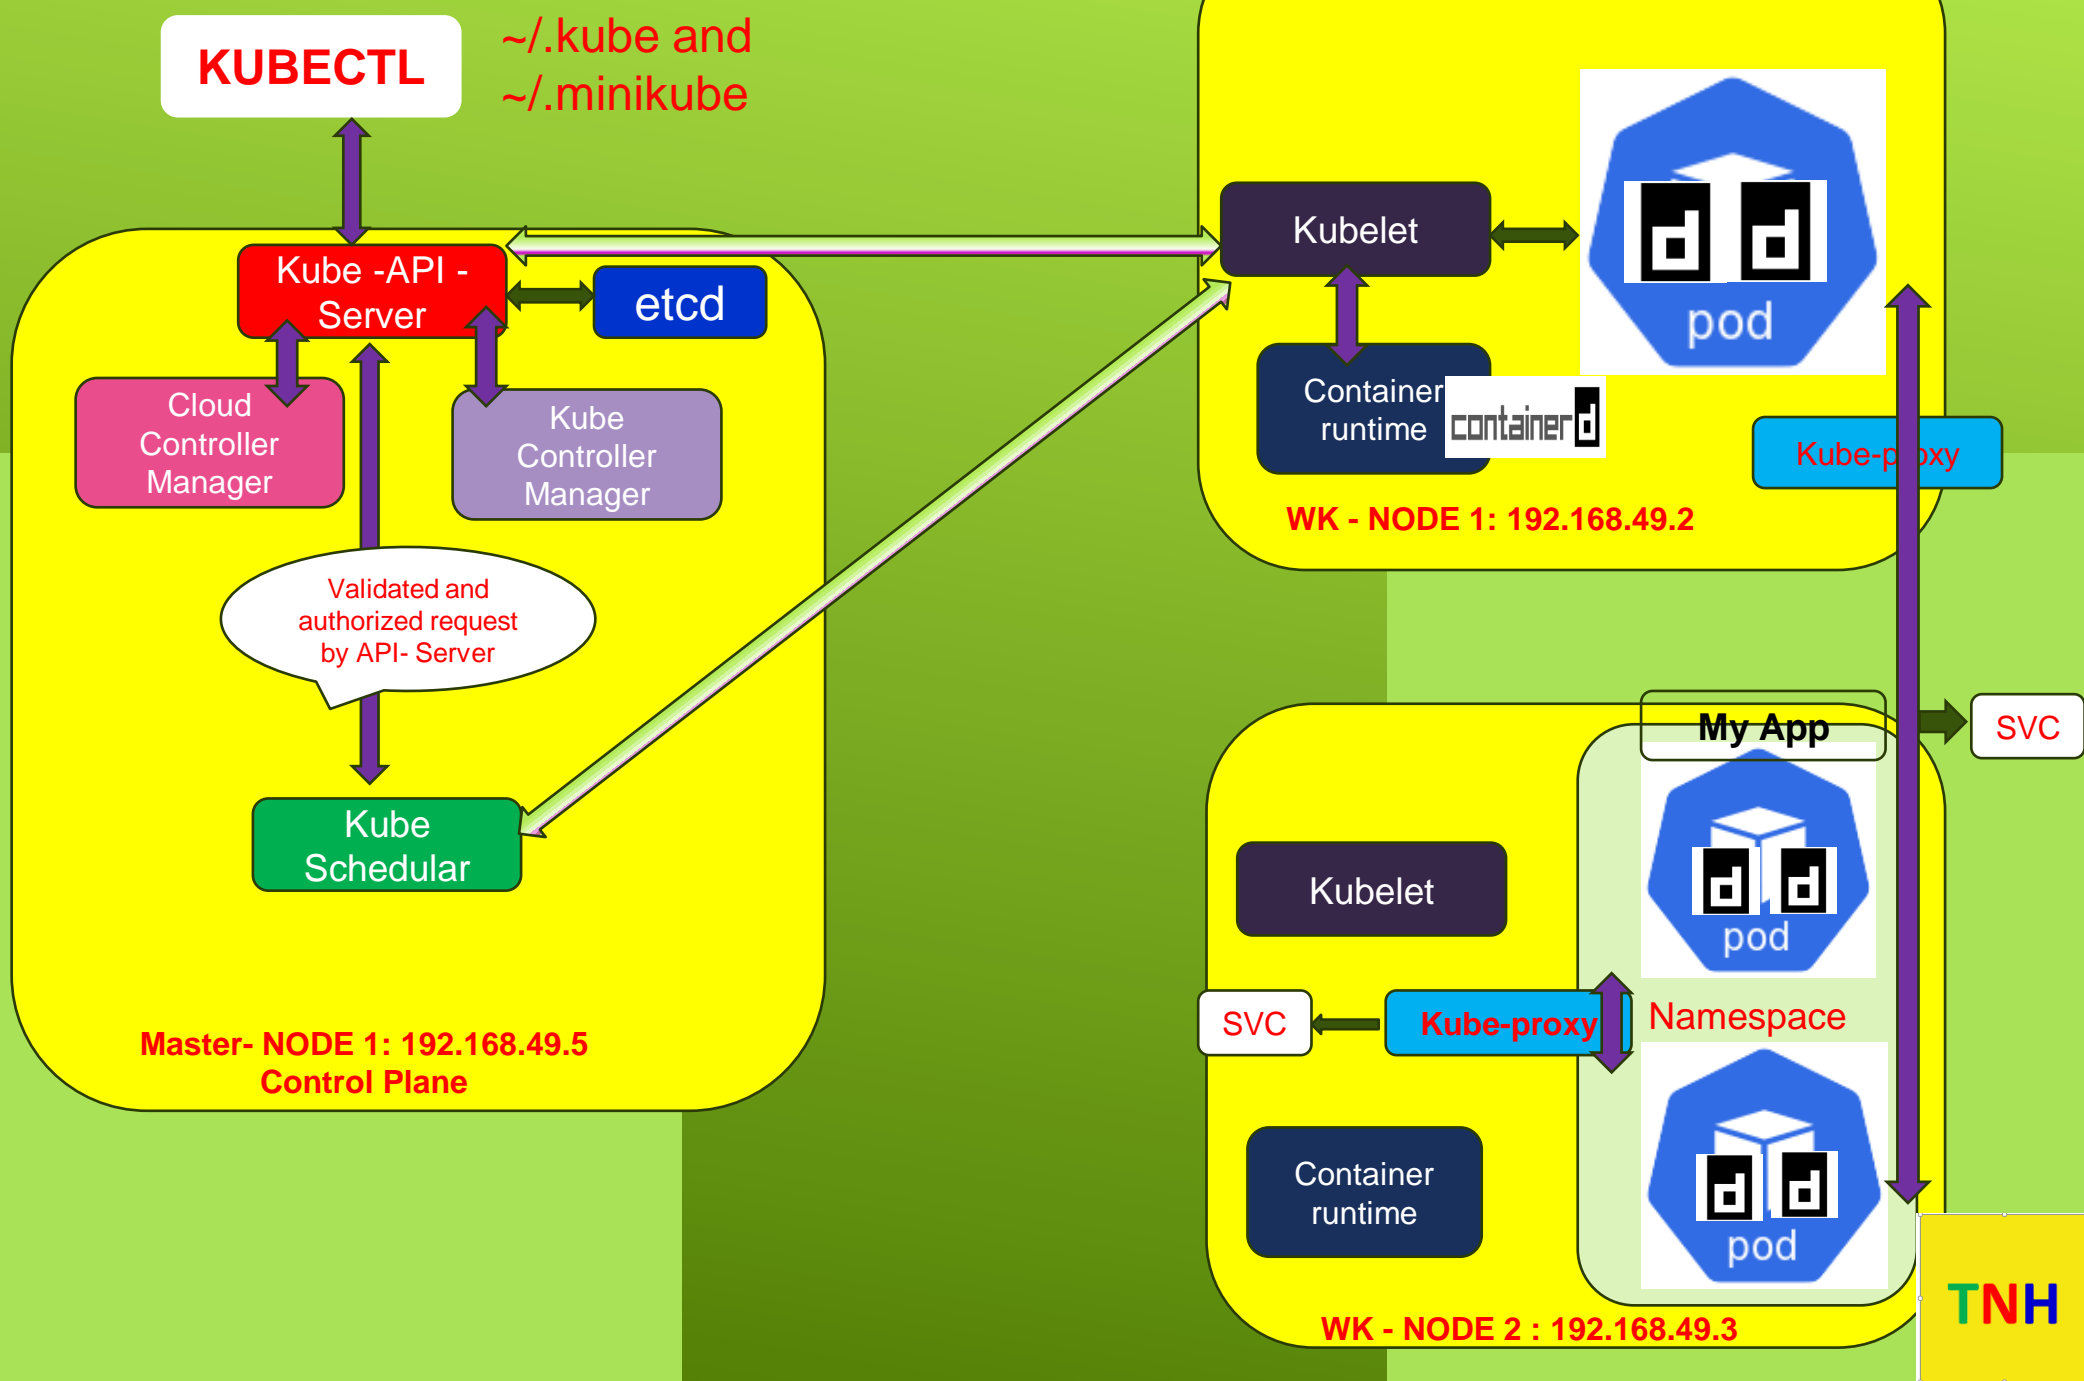 KUBECTL
~/.kube and
~/.minikube
Kube -API -
Server
etcd
Cloud
Controller
Manager
Kube
Controller
Manager
Validated and
authorized request
by API- Server
Kube
Schedular
Master- NODE 1: 192.168.49.5
Control Plane
Kubelet
pod
Container
runtime
containerd
Kube-proxy
WK - NODE 1: 192.168.49.2
My App
SVC
pod
Kubelet
SVC
Kube-proxy
Namespace
Container
runtime
pod
WK - NODE 2 : 192.168.49.3
TNH
d
d
d
d
d
d